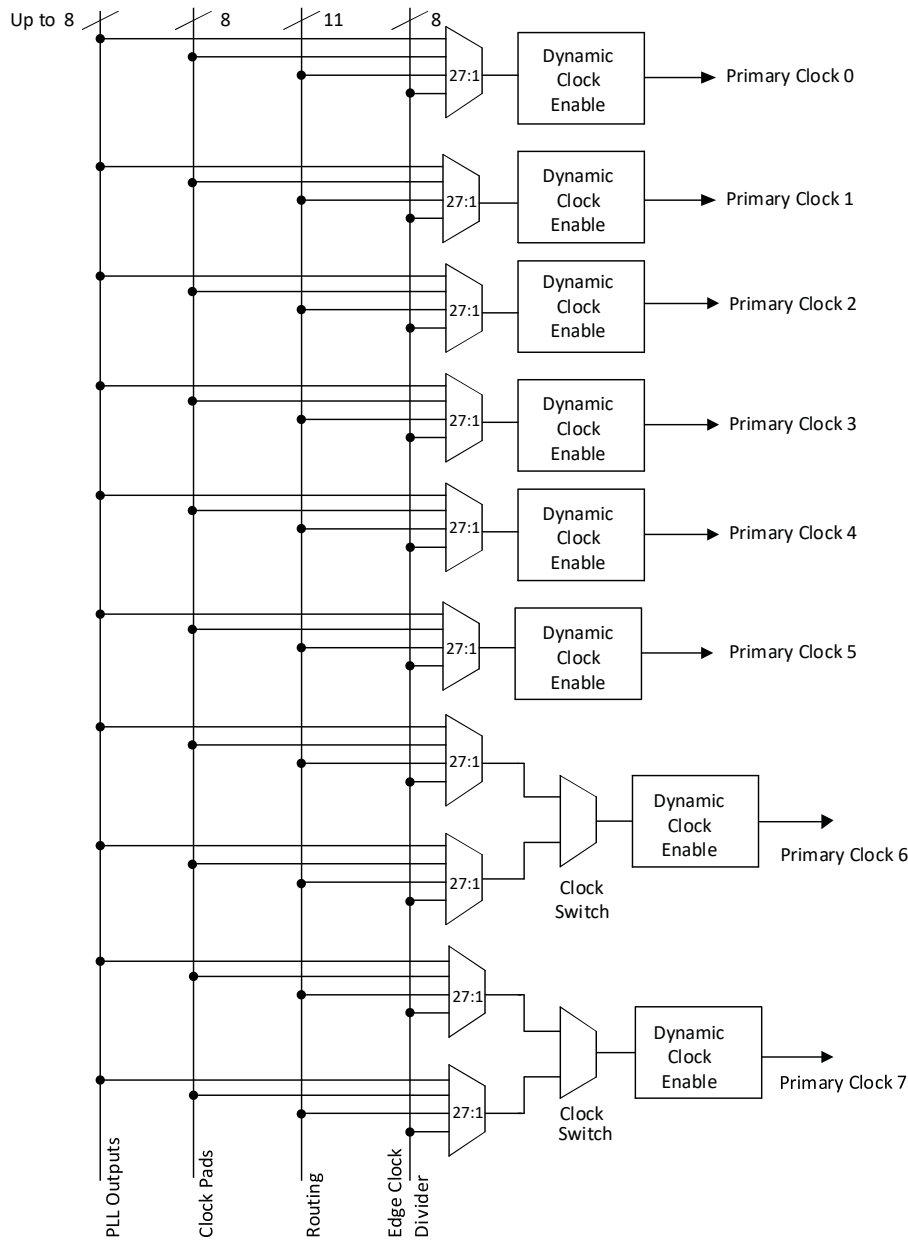 Up to 8 8 11 8
27:1
Dynamic
Clock
Enable
Primary Clock 0
27:1
Dynamic
Clock
Enable
Primary Clock 1
27:1
Dynamic
Clock
Enable
Primary Clock 2
27:1
Dynamic
Clock
Enable
Primary Clock 3
27:1
Dynamic
Clock
Enable
Primary Clock 4
27:1
Dynamic
Clock
Enable
Primary Clock 5
27:1
27:1
Clock
Switch
Dynamic
Clock
Enable
Primary Clock 6
27:1
27:1
Clock
Switch
Dynamic
Clock
Enable
Primary Clock 7
PLL Outputs
Clock Pads
Routing
Edge Clock
Divider